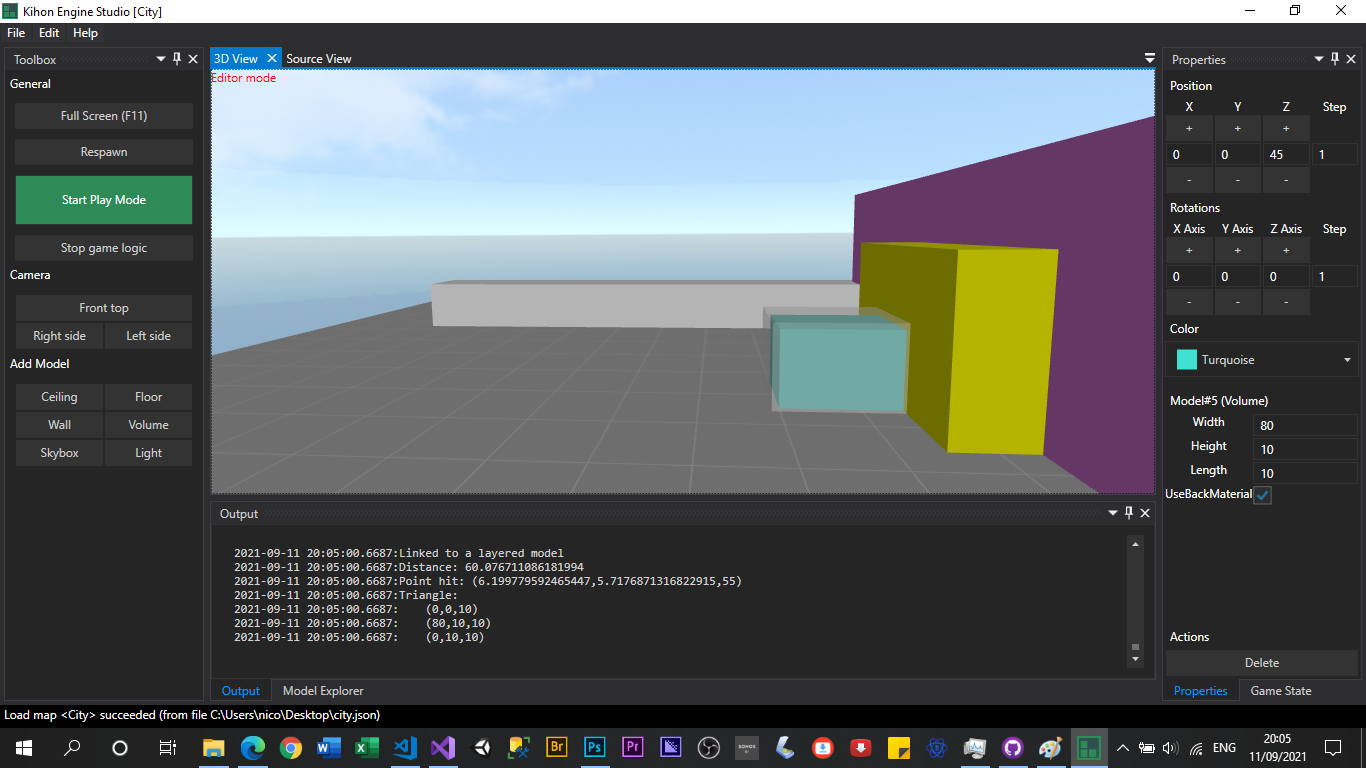 Kihon Engine Studio [City]
File Edit Help
Toolbox
General
Full Screen (F11)
Respawn
Start Play Mode
Stop game logic
Camera
Front top
Right side Left side
Add Model
Ceiling Floor
Wall Volume
Skybox Light
3D View Source View
Editor mode
Output
2021-09-11 20:05:00.6687:Linked to a layered model
2021-09-11 20:05:00.6687:Distance: 60.076711086181994
2021-09-11 20:05:00.6687:Point hit: (6.199779592465447,5.7176871316822915,55)
2021-09-11 20:05:00.6687:Triangle:
2021-09-11 20:05:00.6687: (0,0,10)
2021-09-11 20:05:00.6687: (80,10,10)
2021-09-11 20:05:00.6687: (0,10,10)
Output Model Explorer
Properties
Position
X Y Z Step
+ + +
0 0 45 1
- - -
Rotations
X Axis Y Axis Z Axis Step
+ + +
0 0 0 1
- - -
Color
Turquoise
Model#5 (Volume)
Width 80
Height 10
Length 10
UseBackMaterial
Actions
Delete
Properties Game State
Load map <City> succeeded (from file C:\Users\nico\Desktop\city.json)
Br Ps Pr SONOS
ENG
20:05
11/09/2021